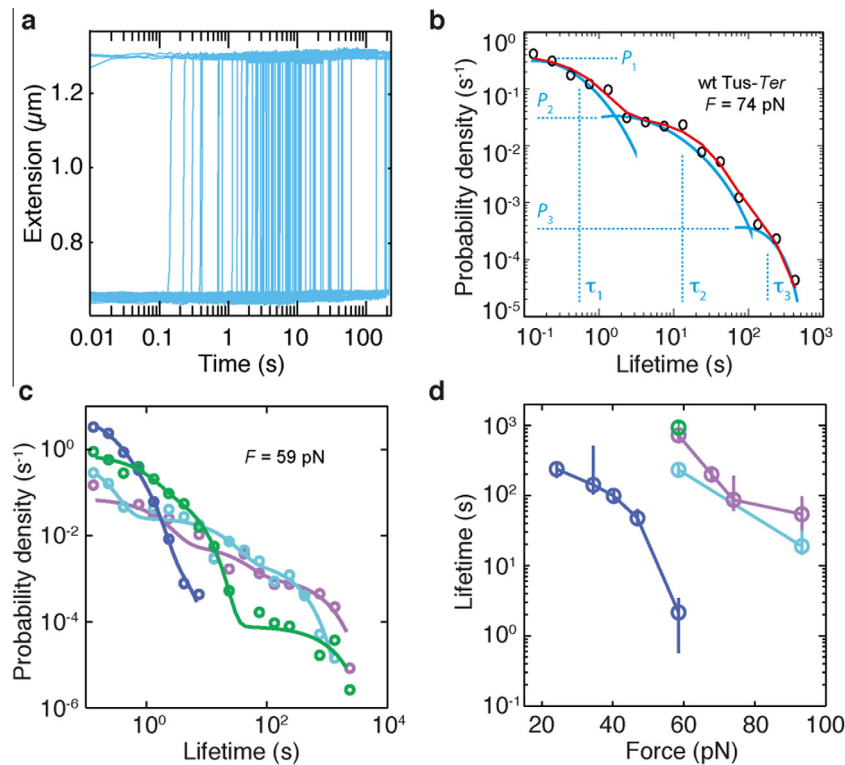 a
Extension (µm)
1.2
1.0
0.8
0.01 0.1 1 10 100
Time (s)
b
Probability density (s⁻¹)
10⁰
10⁻¹
10⁻²
10⁻³
10⁻⁴
10⁻⁵
P₁
wt Tus-Ter
F = 74 pN
P₂
P₃
τ₁ τ₂ τ₃
10⁻¹ 10⁰ 10¹ 10² 10³
Lifetime (s)
c
Probability density (s⁻¹)
10⁰
10⁻²
10⁻⁴
10⁻⁶
F = 59 pN
10⁰ 10² 10⁴
Lifetime (s)
d
Lifetime (s)
10³
10²
10¹
10⁰
10⁻¹
20 40 60 80 100
Force (pN)